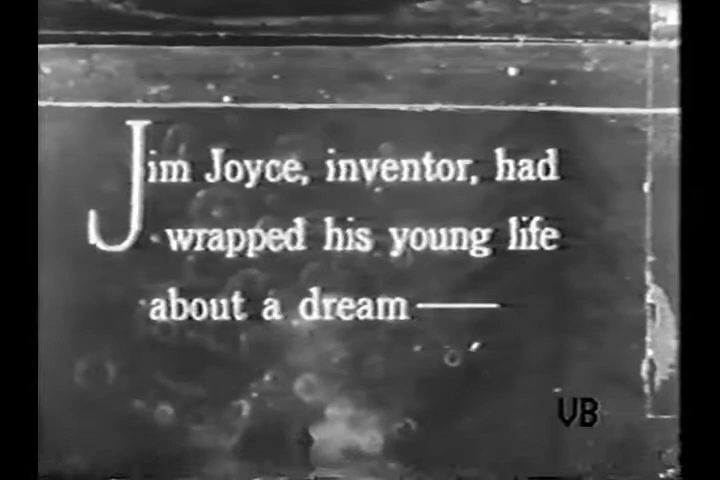 Jim Joyce, inventor, had
wrapped his young life
about a dream —
VB